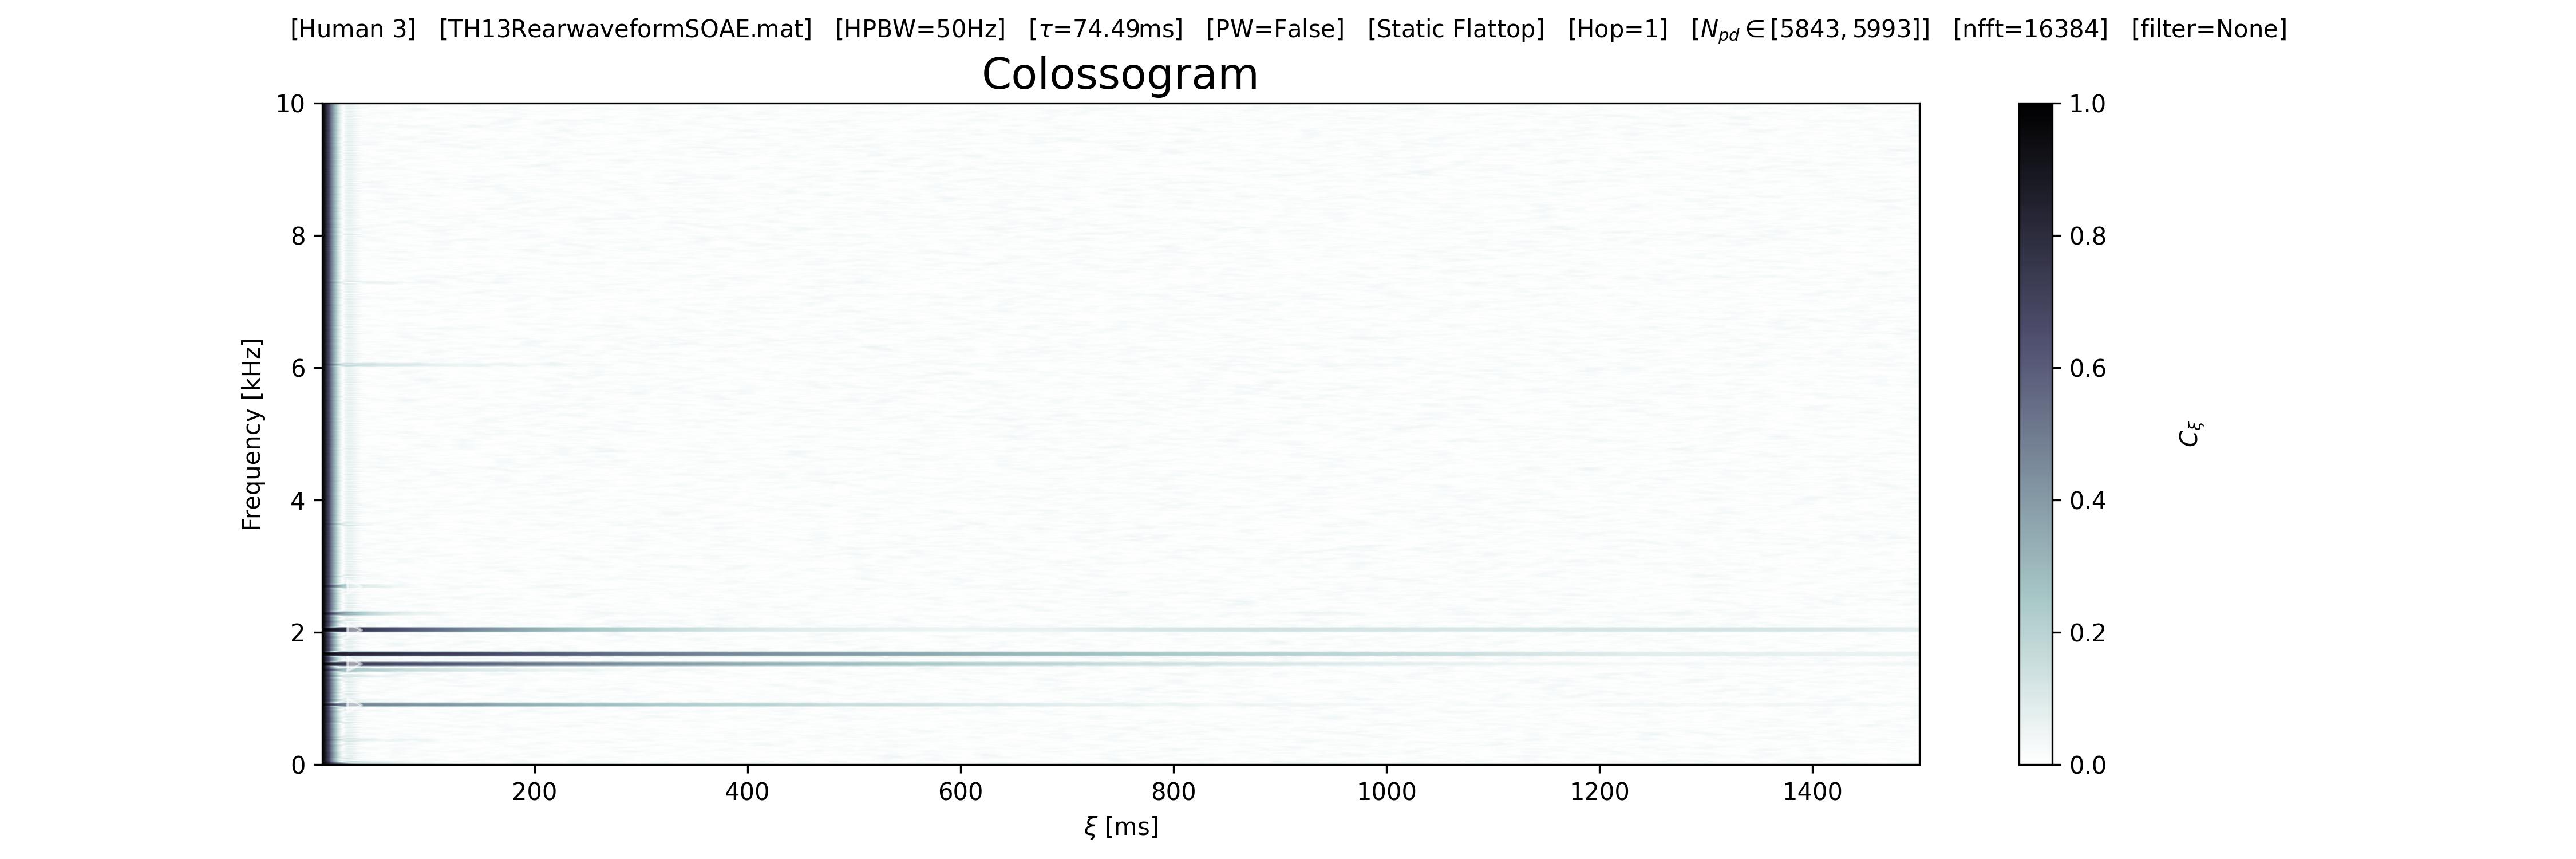 [Human 3] [TH13RearwaveformSOAE.mat] [HPBW=50Hz] [τ=74.49ms] [PW=False] [Static Flattop] [Hop=1] [N_pd ∈ [5843, 5993]] [nfft=16384] [filter=None]
Colossogram
10
8
6
4
2
0
Frequency [kHz]
200 400 600 800 1000 1200 1400
ξ [ms]
1.0
0.8
0.6
0.4
0.2
0.0
C_ξ